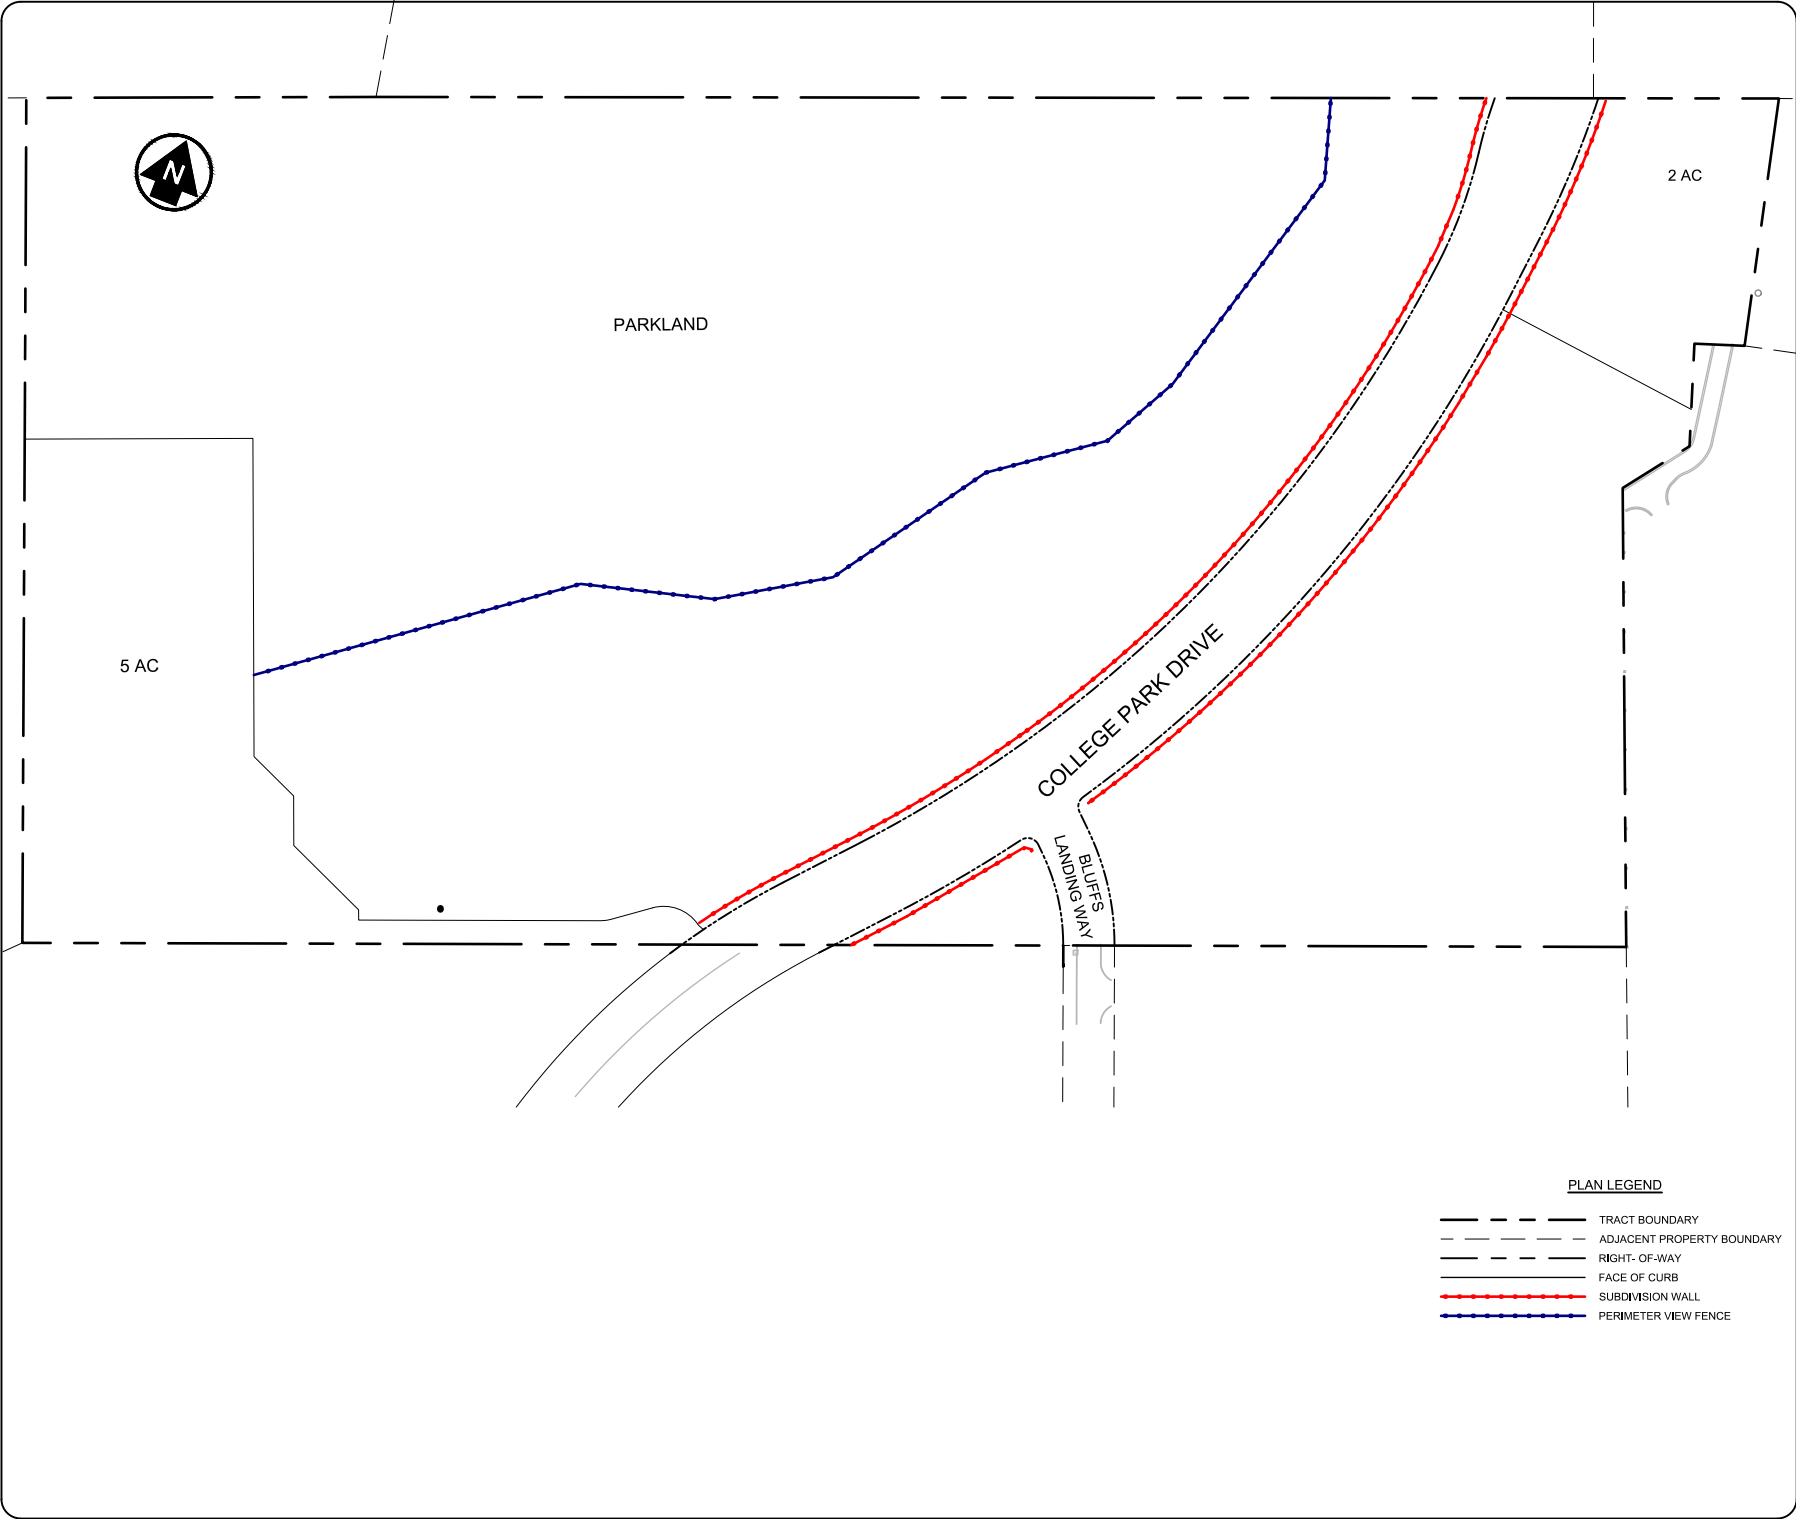 N
2 AC
PARKLAND
5 AC
COLLEGE PARK DRIVE
BLUFFS
LANDING WAY
PLAN LEGEND
TRACT BOUNDARY
ADJACENT PROPERTY BOUNDARY
RIGHT- OF-WAY
FACE OF CURB
SUBDIVISION WALL
PERIMETER VIEW FENCE